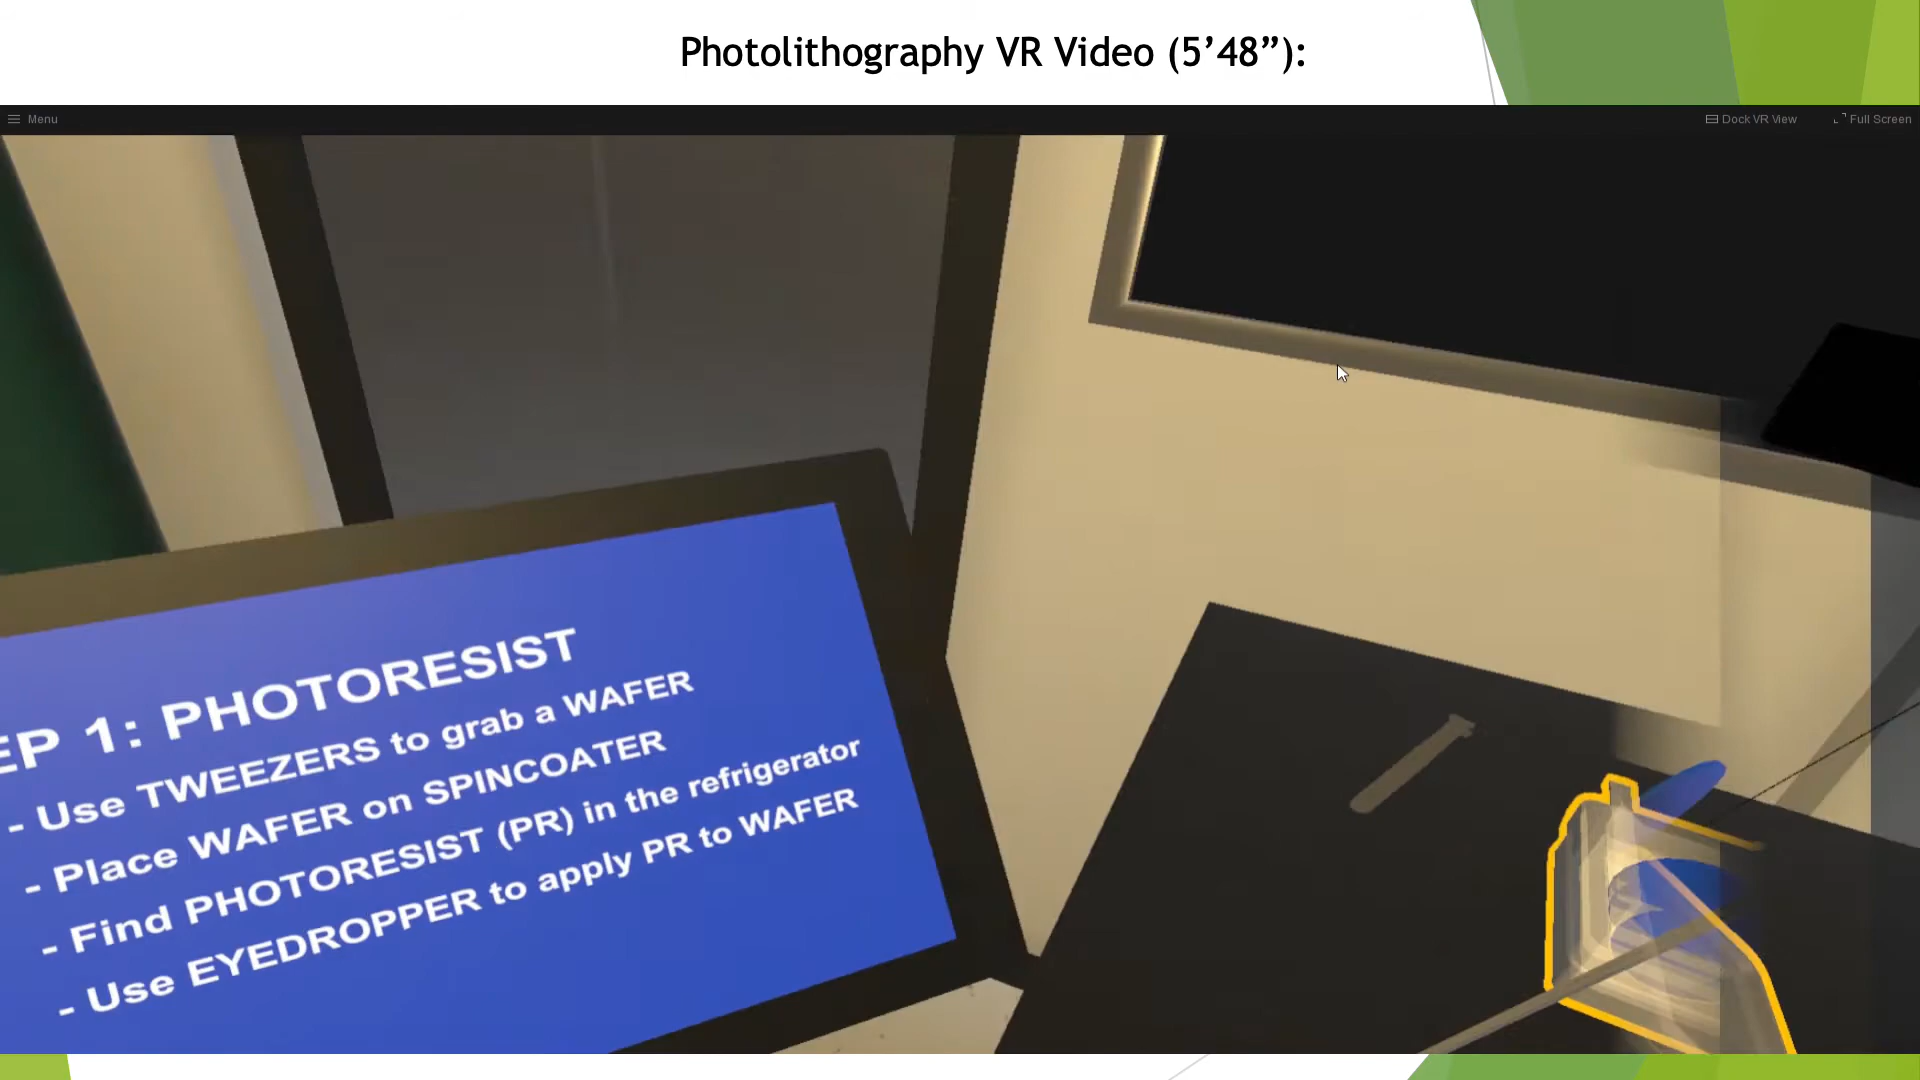 Photolithography VR Video (5’48”):
Menu
Dock VR View
Full Screen
EP 1: PHOTORESIST
- Use TWEEZERS to grab a WAFER
- Place WAFER on SPINCOATER
- Find PHOTORESIST (PR) in the refrigerator
- Use EYEDROPPER to apply PR to WAFER